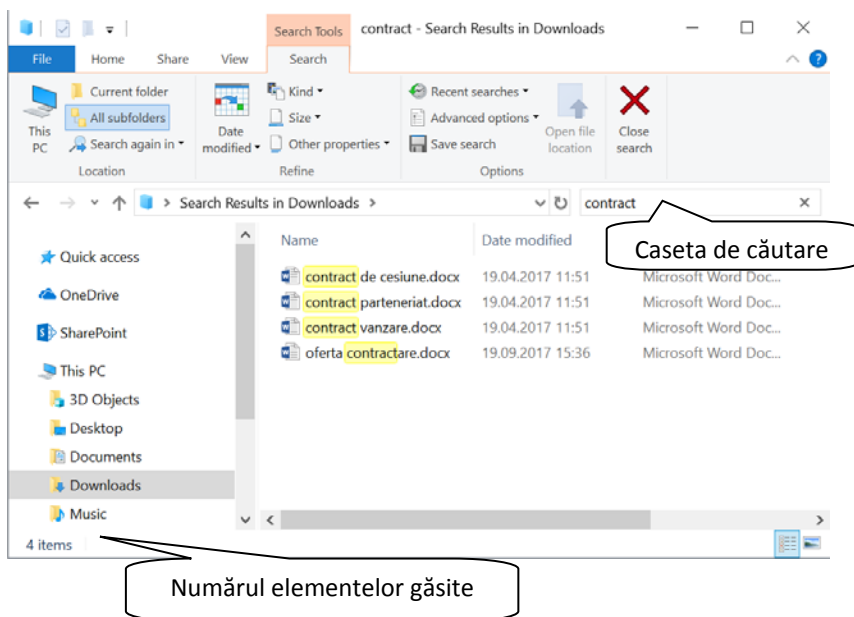 Search Tools contract - Search Results in Downloads
File Home Share View Search
This PC
Current folder
All subfolders
Search again in
Location
Date modified
Kind
Size
Other properties
Refine
Recent searches
Advanced options
Save search
Open file location
Options
Close search
Search Results in Downloads
contract
Caseta de căutare
Quick access
OneDrive
SharePoint
This PC
3D Objects
Desktop
Documents
Downloads
Music
Name Date modified
contract de cesiune.docx 19.04.2017 11:51 Microsoft Word Doc...
contract parteneriat.docx 19.04.2017 11:51 Microsoft Word Doc...
contract vanzare.docx 19.04.2017 11:51 Microsoft Word Doc...
oferta contractare.docx 19.09.2017 15:36 Microsoft Word Doc...
4 items
Numărul elementelor găsite